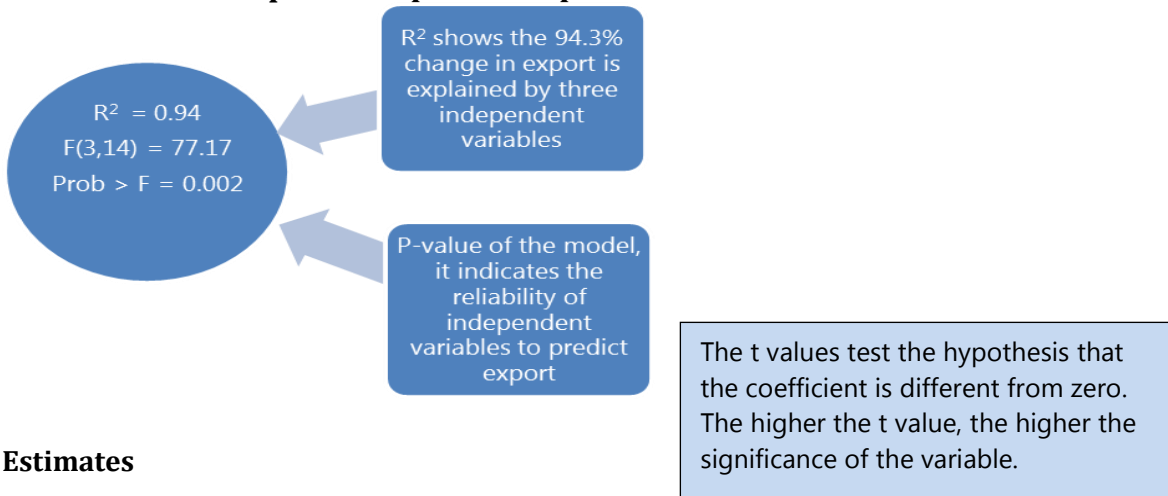 R² shows the 94.3%
change in export is
explained by three
independent
variables
R² = 0.94
F(3,14) = 77.17
Prob > F = 0.002
P-value of the model,
it indicates the
reliability of
independent
variables to predict
export
The t values test the hypothesis that
the coefficient is different from zero.
The higher the t value, the higher the
significance of the variable.
Estimates